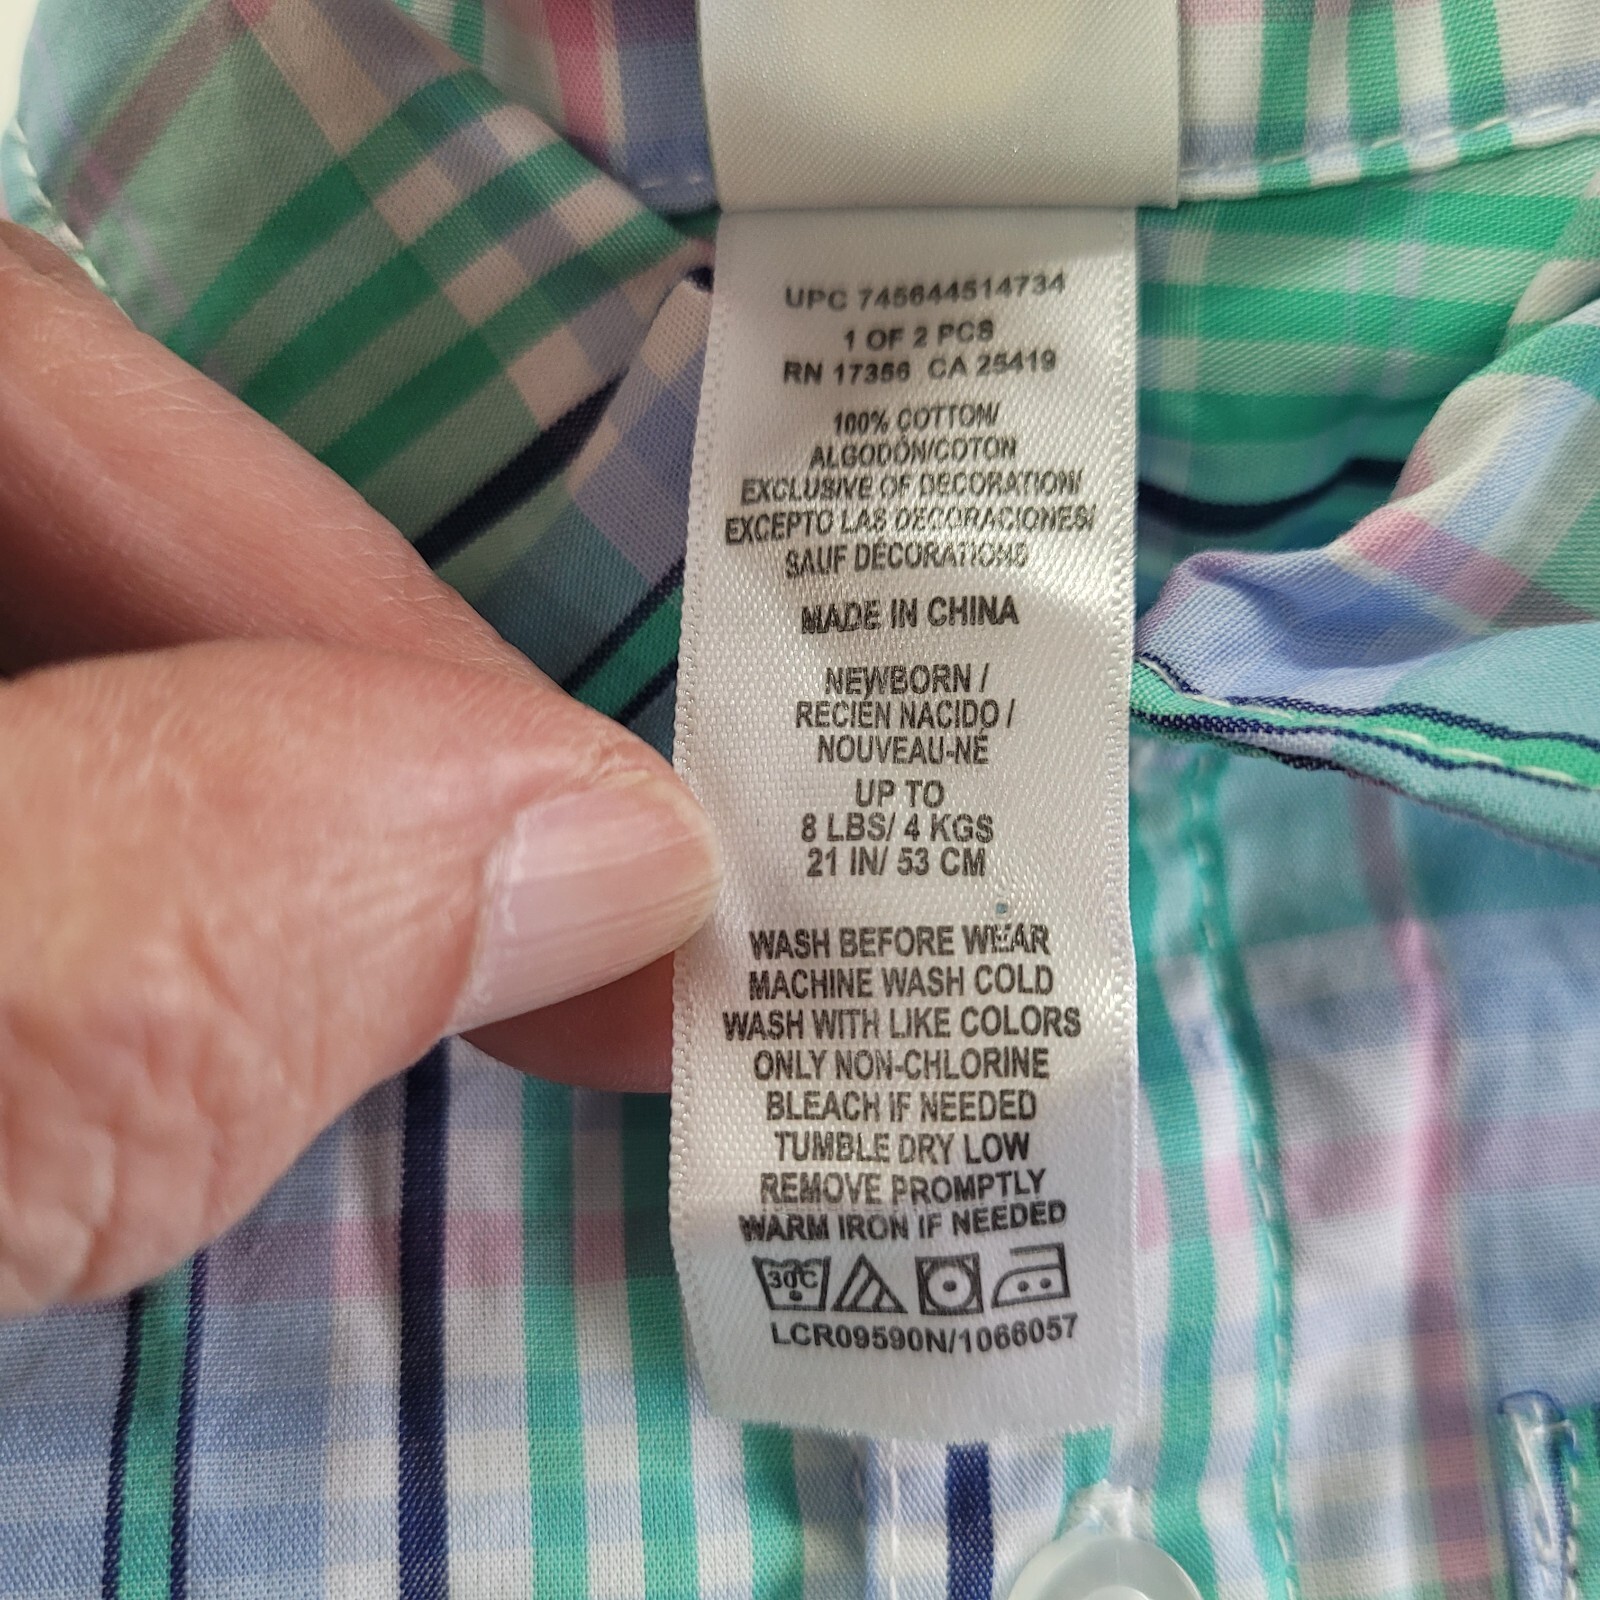 UPC 745644514734
1 OF 2 PCS
RN 17356 CA 25419
100% COTTON/
ALGODÓN/COTON
EXCLUSIVE OF DECORATION/
EXCEPTO LAS DECORACIONES/
SAUF DÉCORATIONS
MADE IN CHINA
NEWBORN /
RECIÉN NACIDO /
NOUVEAU-NÉ
UP TO
8 LBS/ 4 KGS
21 IN/ 53 CM
WASH BEFORE WEAR
MACHINE WASH COLD
WASH WITH LIKE COLORS
ONLY NON-CHLORINE
BLEACH IF NEEDED
TUMBLE DRY LOW
REMOVE PROMPTLY
WARM IRON IF NEEDED
30°C
LCR09590N/1066057